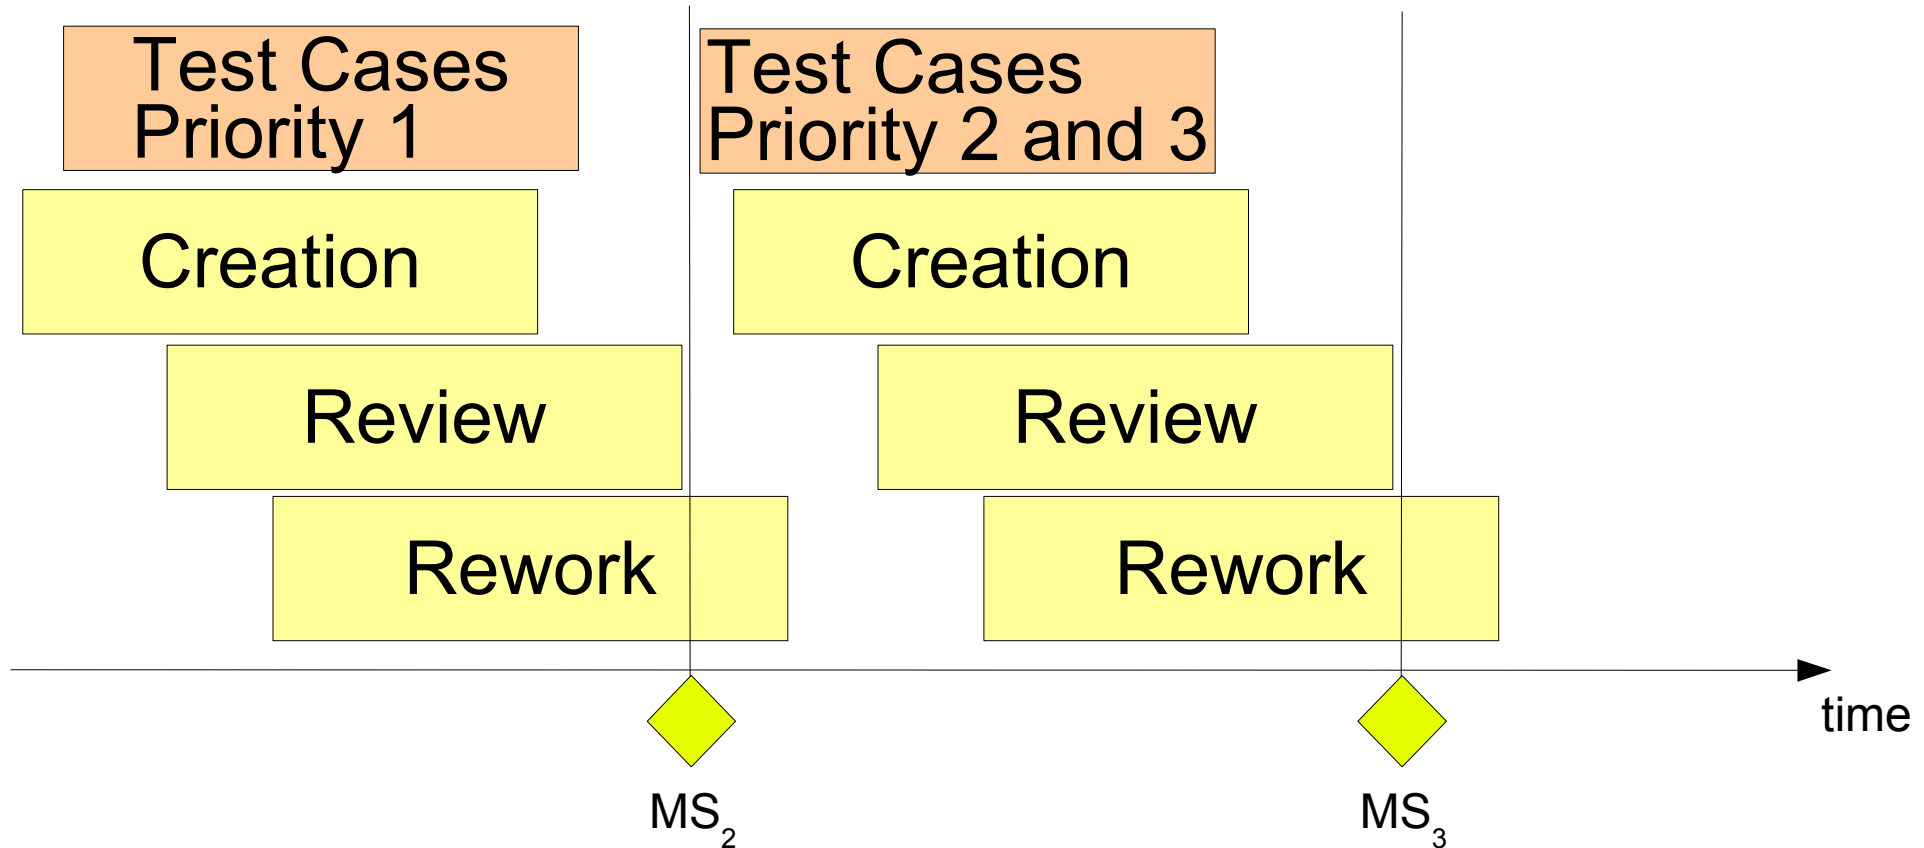 Test Cases
Priority 1
Test Cases
Priority 2 and 3
Creation
Creation
Review
Review
Rework
Rework
time
MS2
MS3